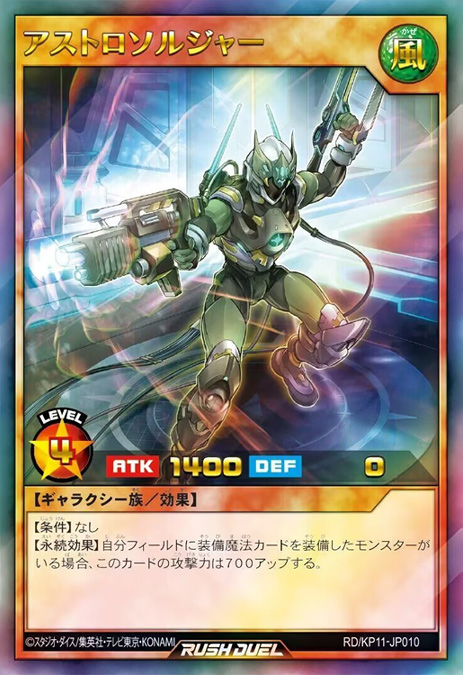 アストロソルジャー
かぜ
風
LEVEL
4
ATK 1400 DEF 0
【ギャラクシー族/効果】
【条件】なし
【永続効果】自分フィールドに装備魔法カードを装備したモンスターが
いる場合、このカードの攻撃力は700アップする。
©スタジオ・ダイス/集英社・テレビ東京・KONAMI
RUSH DUEL
RD/KP11-JP010